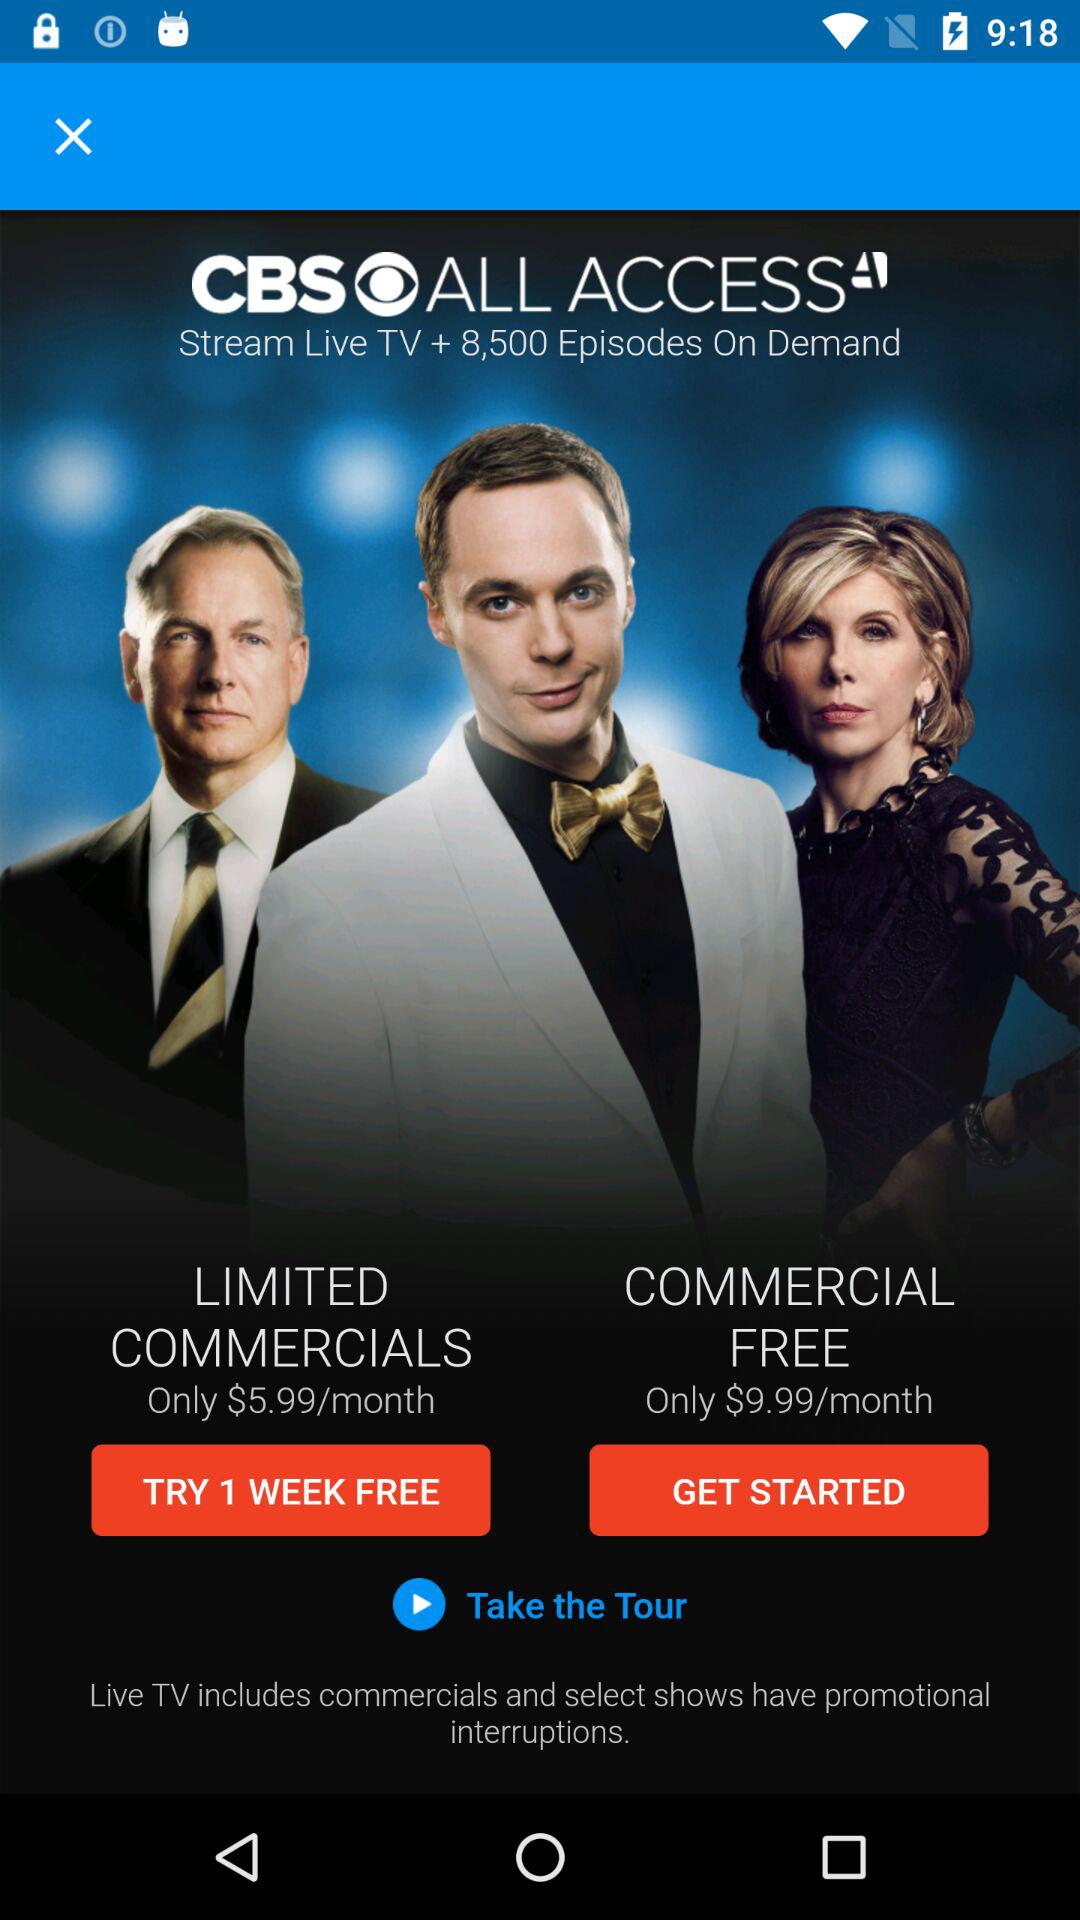 9:18
CBS ALL ACCESS
Stream Live TV + 8,500 Episodes On Demand
LIMITED
COMMERCIALS
Only $5.99/month
TRY 1 WEEK FREE
COMMERCIAL
FREE
Only $9.99/month
GET STARTED
Take the Tour
Live TV includes commercials and select shows have promotional
interruptions.